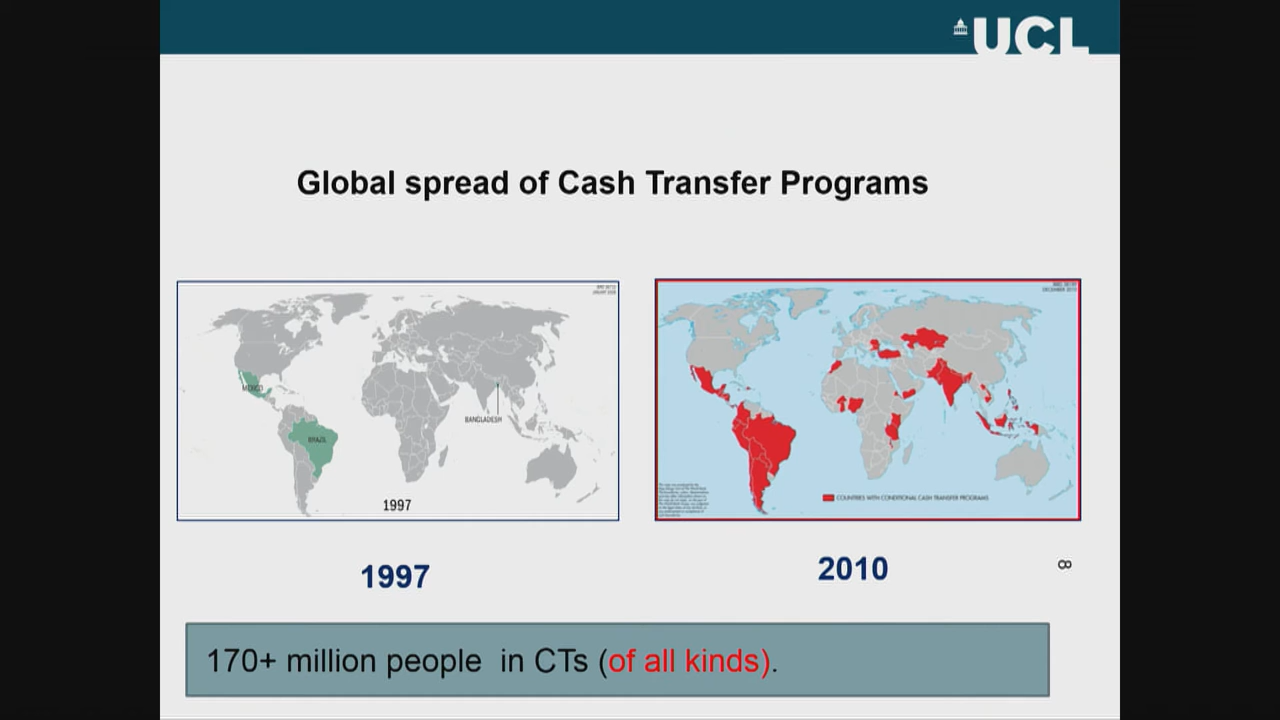 UCL
Global spread of Cash Transfer Programs
MEXICO
BRAZIL
BANGLADESH
1997
COUNTRIES WITH CONDITIONAL CASH TRANSFER PROGRAMS
1997
2010
8
170+ million people in CTs (of all kinds).